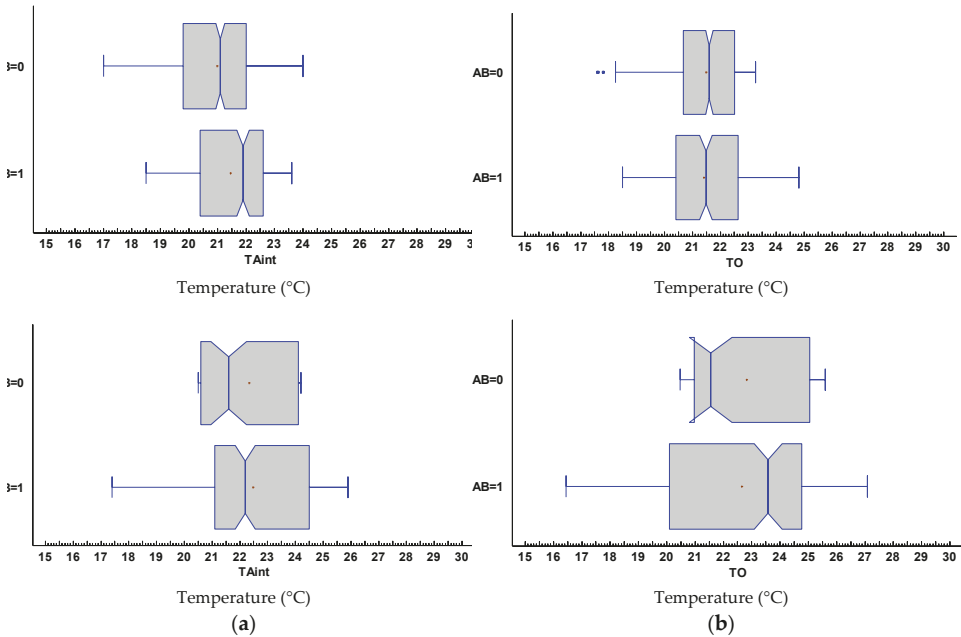 B=0
B=1
15 16 17 18 19 20 21 22 23 24 25 26 27 28 29
TAint
Temperature (°C)
AB=0
AB=1
15 16 17 18 19 20 21 22 23 24 25 26 27 28 29 30
TO
Temperature (°C)
B=0
B=1
15 16 17 18 19 20 21 22 23 24 25 26 27 28 29 30
TAint
Temperature (°C)
(a)
AB=0
AB=1
15 16 17 18 19 20 21 22 23 24 25 26 27 28 29 30
TO
Temperature (°C)
(b)